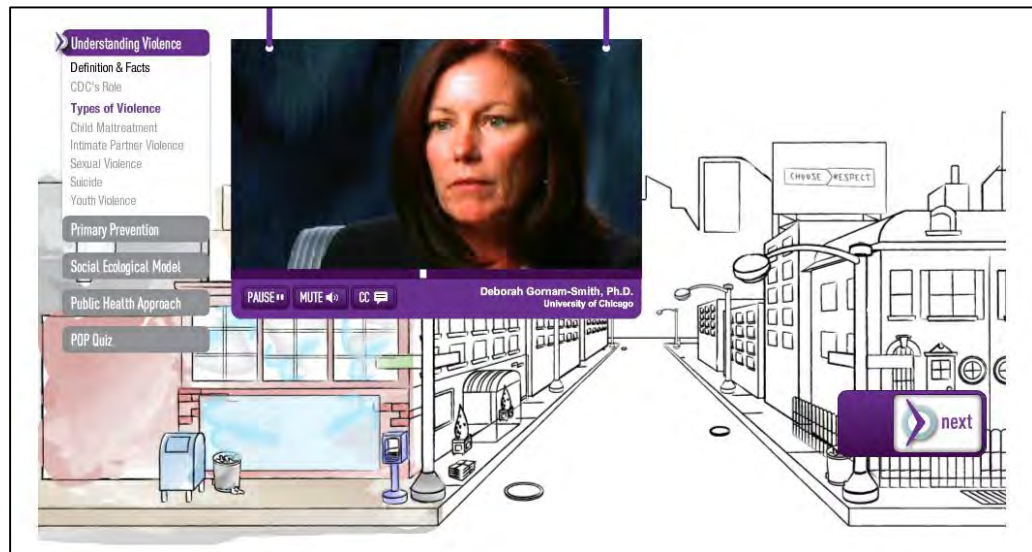 Understanding Violence
Definition & Facts
CDC's Role
Types of Violence
Child Maltreatment
Intimate Partner Violence
Sexual Violence
Suicide
Youth Violence
Primary Prevention
Social Ecological Model
Public Health Approach
POP Quiz
PAUSE
MUTE
CC
Deborah Gornam-Smith, Ph.D.
University of Chicago
CHOOSE RESPECT
next